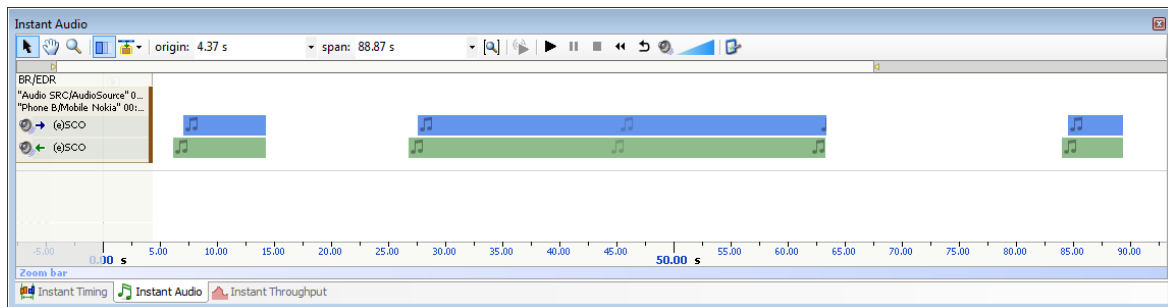 Instant Audio
origin: 4.37 s span: 88.87 s
BR/EDR
"Audio SRC/AudioSource" 0...
"Phone B/Mobile Nokia" 00:...
(e)SCO
(e)SCO
-5.00 0.00 s 5.00 10.00 15.00 20.00 25.00 30.00 35.00 40.00 45.00 50.00 s 55.00 60.00 65.00 70.00 75.00 80.00 85.00 90.00
Zoom bar
Instant Timing Instant Audio Instant Throughput